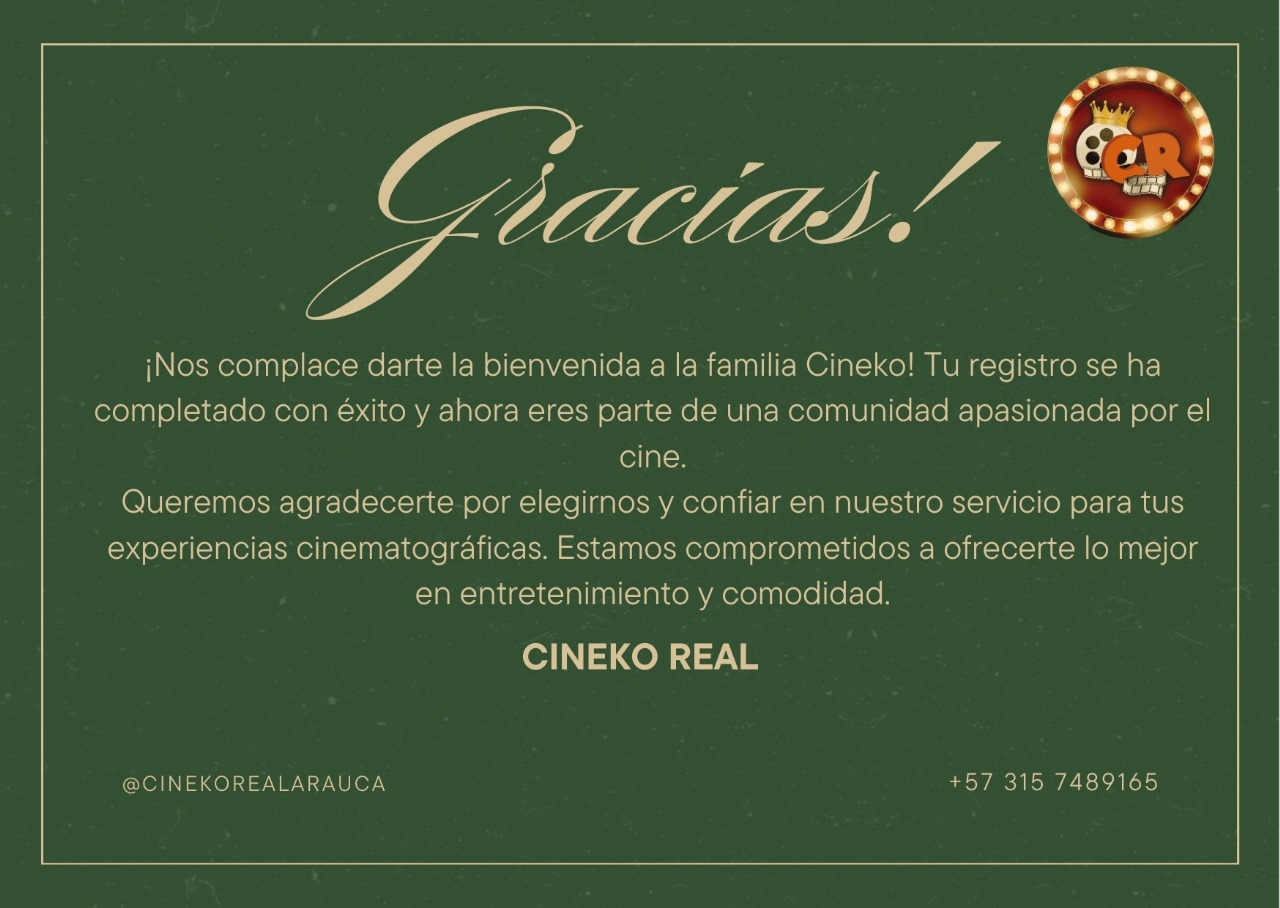 Gracias!
CR
¡Nos complace darte la bienvenida a la familia Cineko! Tu registro se ha
completado con éxito y ahora eres parte de una comunidad apasionada por el
cine.
Queremos agradecerte por elegirnos y confiar en nuestro servicio para tus
experiencias cinematográficas. Estamos comprometidos a ofrecerte lo mejor
en entretenimiento y comodidad.
CINEKO REAL
@CINEKOREALARAUCA
+57 315 7489165